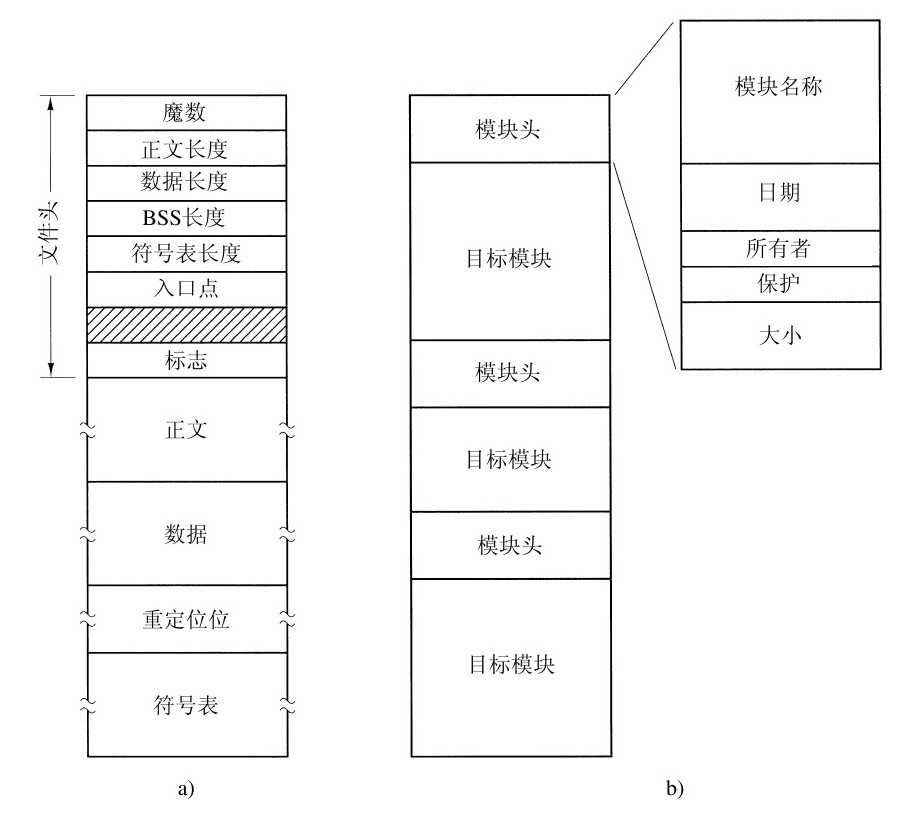 文件头
魔数
正文长度
数据长度
BSS长度
符号表长度
入口点
标志
正文
数据
重定位位
符号表
a)
模块头
目标模块
模块头
目标模块
模块头
目标模块
模块名称
日期
所有者
保护
大小
b)